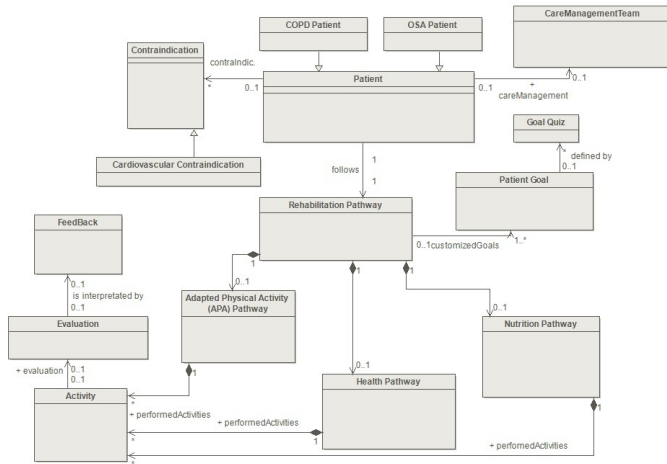 COPD Patient
OSA Patient
CareManagementTeam
Contraindication
contraindic.
*
0..1
Patient
0..1
+
careManagement
0..1
Goal Quiz
Cardiovascular Contraindication
1
follows
1
defined by
0..1
Patient Goal
Rehabilitation Pathway
FeedBack
0..1
customizedGoals
1..*
1
1
1
0..1
0..1
0..1
is interpretated by
0..1
Adapted Physical Activity
(APA) Pathway
Evaluation
Nutrition Pathway
+ evaluation
0..1
0..1
1
0..1
Health Pathway
Activity
*
+ performedActivities
+ performedActivities
1
1
*
+ perfomedActivities
*